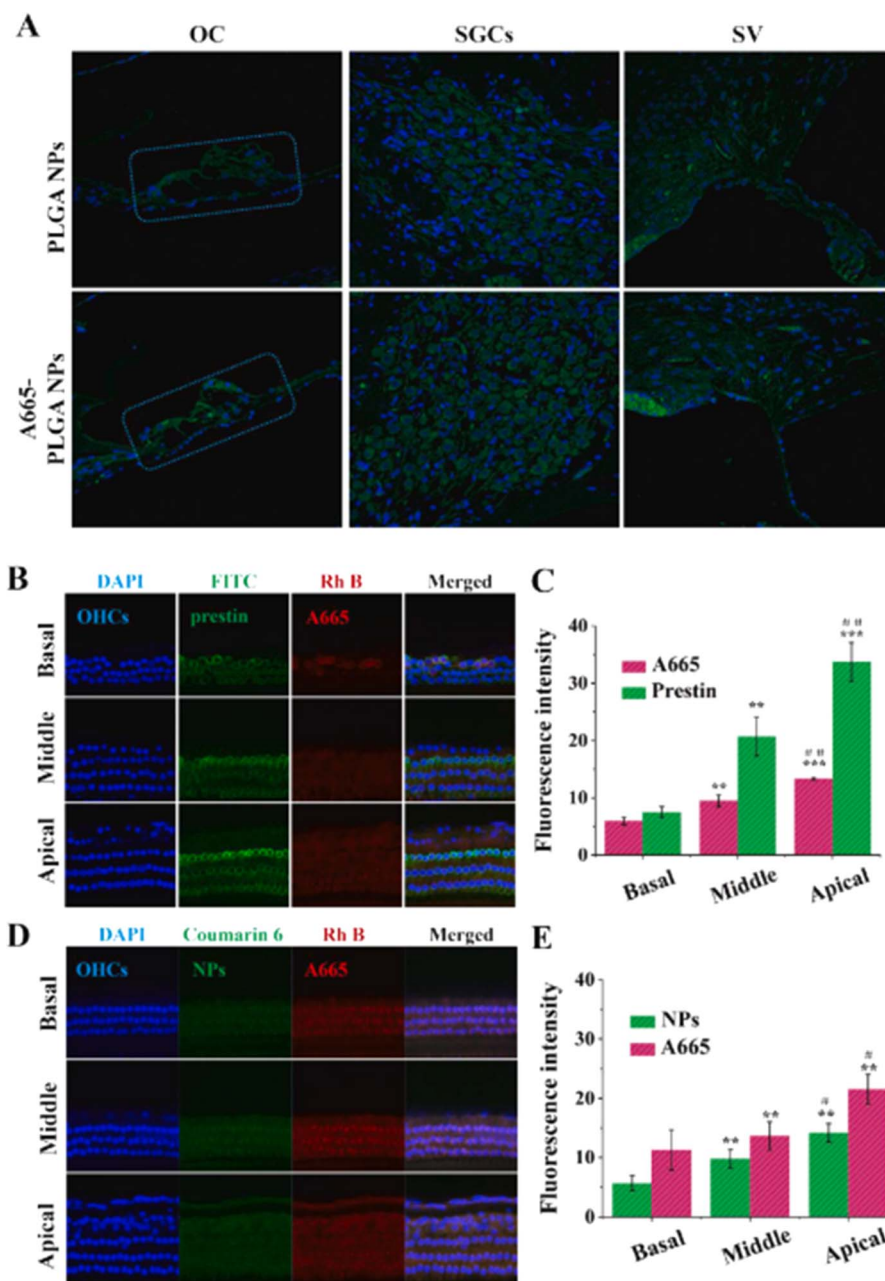 A
OC SGCs SV
PLGA NPs
A665-
PLGA NPs
B
DAPI FITC Rh B Merged
OHCs prestin A665
Basal
Middle
Apical
C
Fluorescence intensity
40
30
20
10
0
A665
Prestin
**
**
##
***
##
***
Basal Middle Apical
D
DAPI Coumarin 6 Rh B Merged
OHCs NPs A665
Basal
Middle
Apical
E
Fluorescence intensity
40
30
20
10
0
NPs
A665
**
**
#
**
#
**
Basal Middle Apical